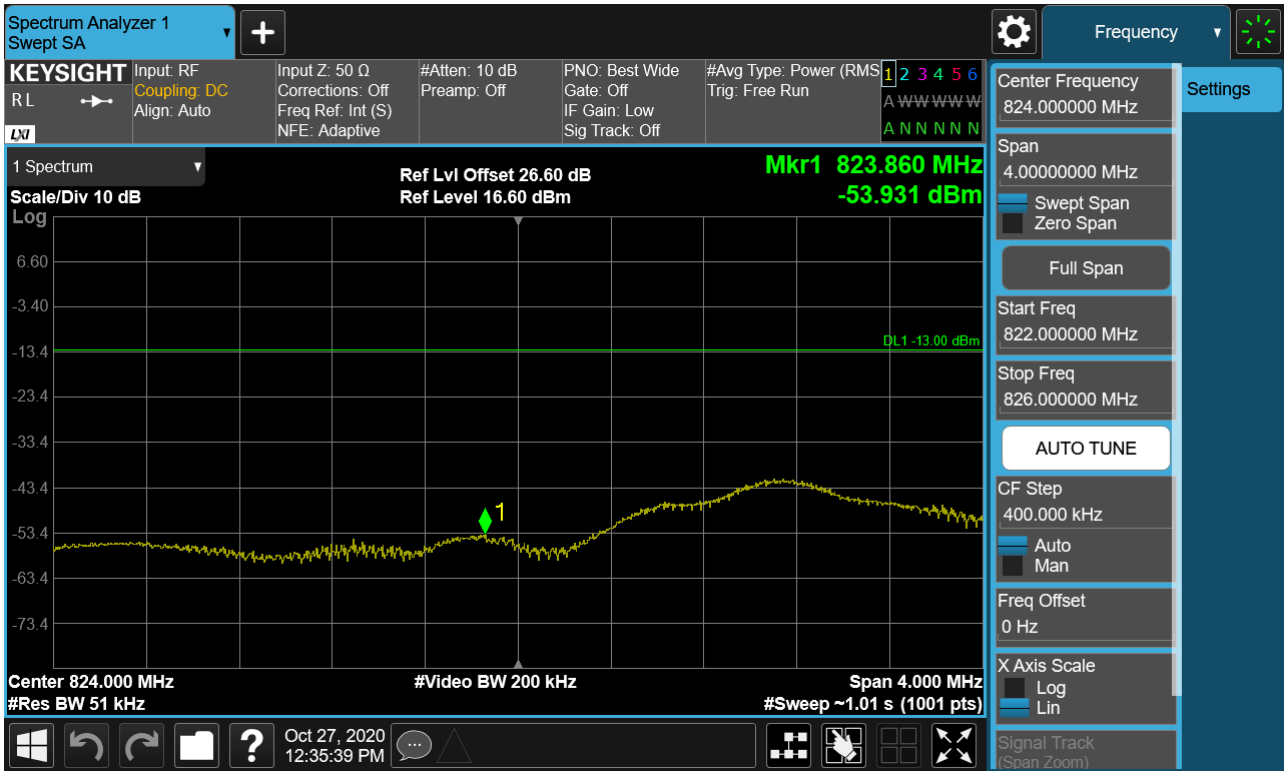 Spectrum Analyzer 1
Swept SA
Frequency
KEYSIGHT
R L
LXI
Input: RF
Coupling: DC
Align: Auto
Input Z: 50 Ω
Corrections: Off
Freq Ref: Int (S)
NFE: Adaptive
#Atten: 10 dB
Preamp: Off
PNO: Best Wide
Gate: Off
IF Gain: Low
Sig Track: Off
#Avg Type: Power (RMS
Trig: Free Run
1 2 3 4 5 6
A W W W W W
A N N N N N
1 Spectrum
Scale/Div 10 dB
Log
Ref Lvl Offset 26.60 dB
Ref Level 16.60 dBm
Mkr1 823.860 MHz
-53.931 dBm
6.60
-3.40
-13.4
-23.4
-33.4
-43.4
-53.4
-63.4
-73.4
DL1 -13.00 dBm
1
Center 824.000 MHz
#Res BW 51 kHz
#Video BW 200 kHz
Span 4.000 MHz
#Sweep ~1.01 s (1001 pts)
Center Frequency
824.000000 MHz
Span
4.00000000 MHz
Swept Span
Zero Span
Full Span
Start Freq
822.000000 MHz
Stop Freq
826.000000 MHz
AUTO TUNE
CF Step
400.000 kHz
Auto
Man
Freq Offset
0 Hz
X Axis Scale
Log
Lin
Signal Track
(Span Zoom)
Settings
?
Oct 27, 2020
12:35:39 PM